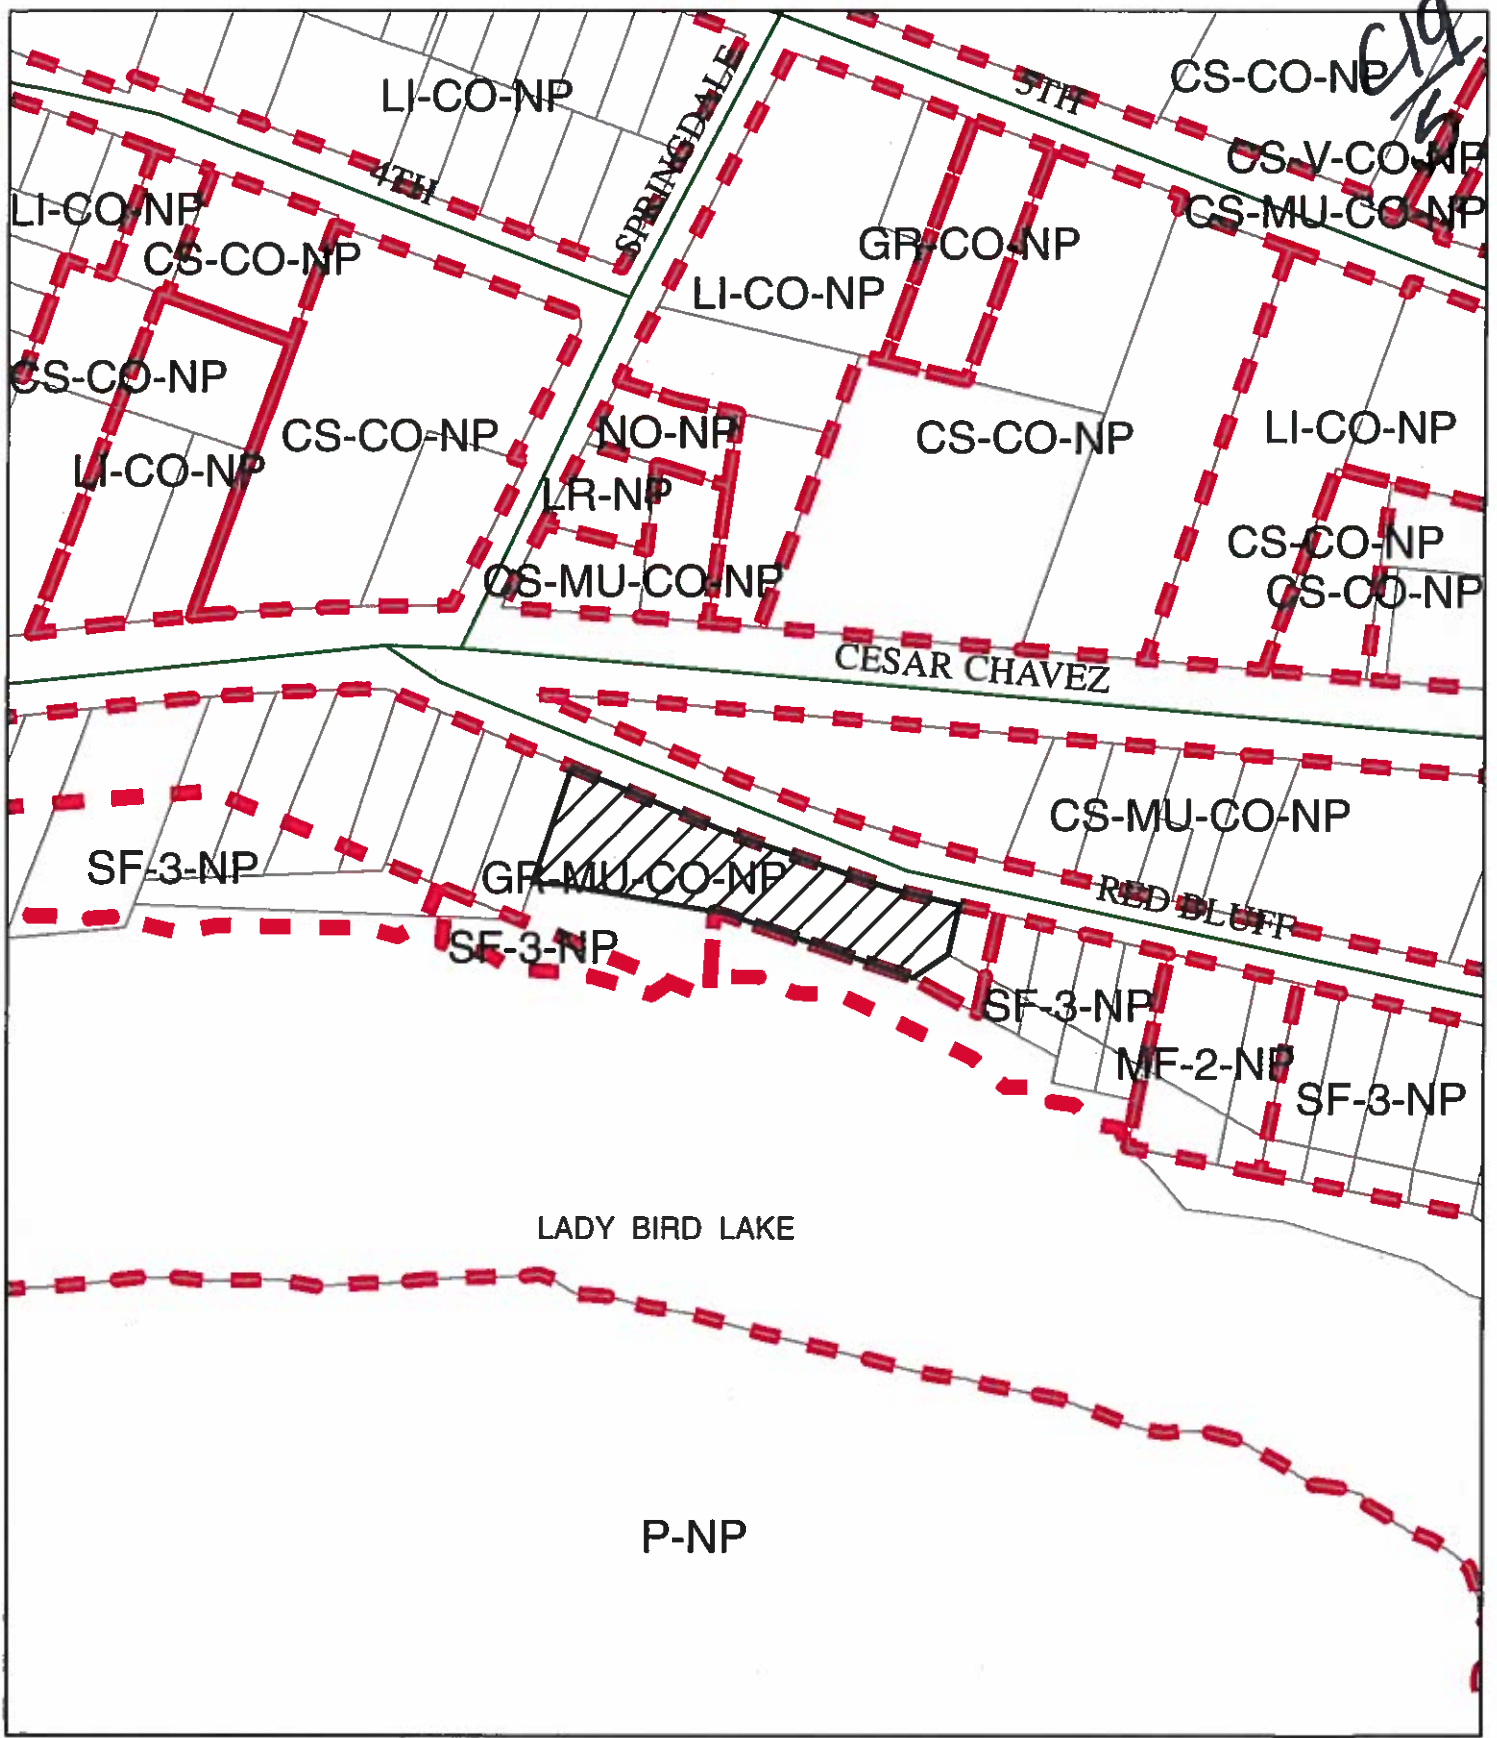 C19
5
LI-CO-NP
CS-CO-NP
5TH
SPRINGDALE
CS-V-CO-NP
4TH
LI-CO-NP
CS-MU-CO-NP
GR-CO-NP
CS-CO-NP
LI-CO-NP
CS-CO-NP
LI-CO-NP
CS-CO-NP
NO-NP
CS-CO-NP
LI-CO-NP
LR-NP
CS-CO-NP
CS-MU-CO-NP
CS-CO-NP
CESAR CHAVEZ
CS-MU-CO-NP
SF-3-NP
GR-MU-CO-NP
RED BLUFF
SF-3-NP
SF-3-NP
MF-2-NP
SF-3-NP
LADY BIRD LAKE
P-NP